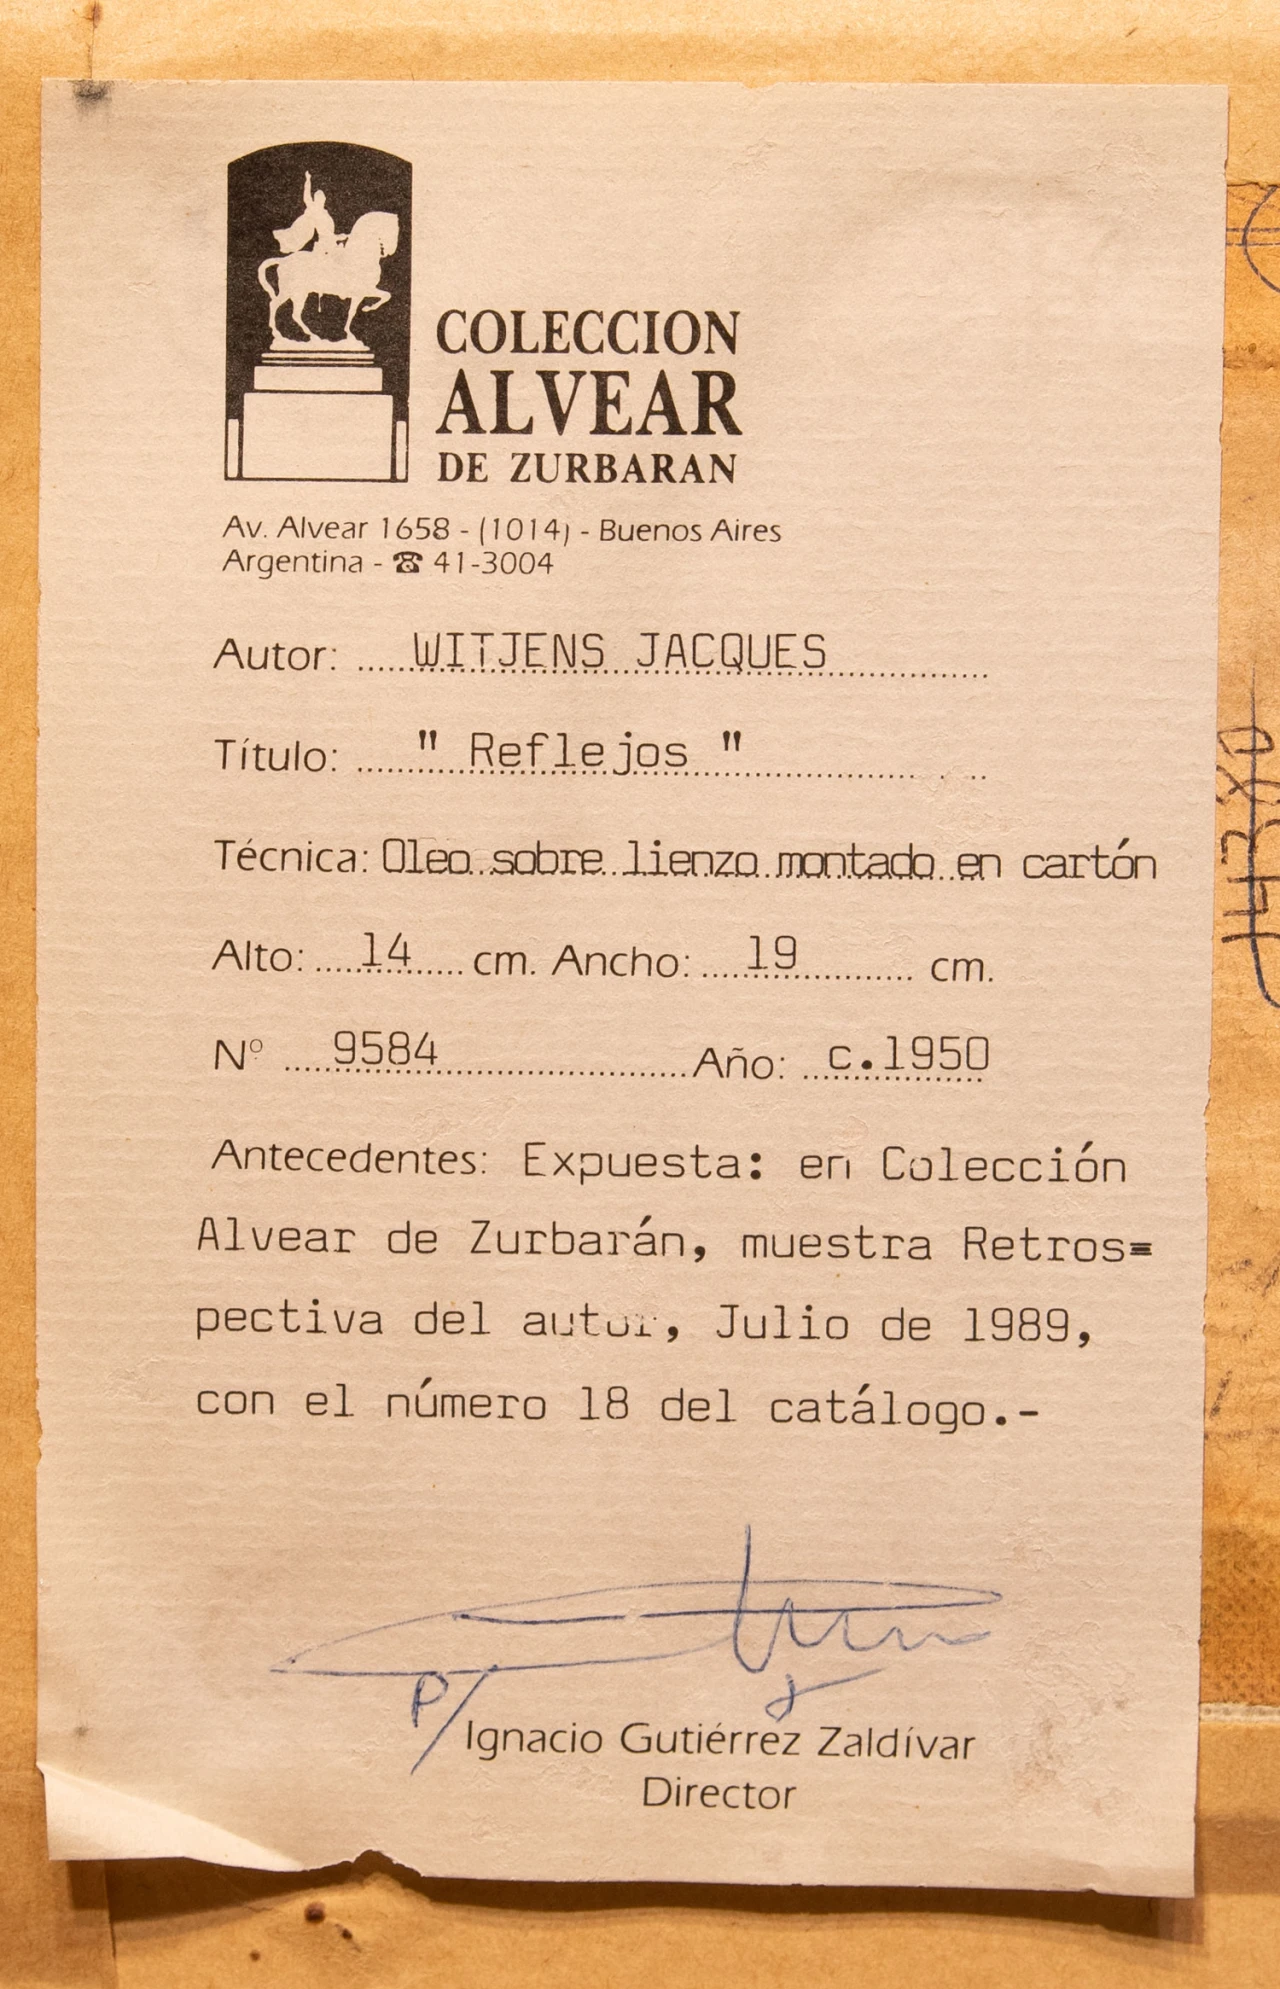 COLECCION
ALVEAR
DE ZURBARAN
Av. Alvear 1658 - (1014) - Buenos Aires
Argentina - ☎ 41-3004
Autor: WITJENS JACQUES
Título: " Reflejos "
Técnica: Oleo sobre lienzo montado en cartón
Alto: 14 cm. Ancho: 19 cm.
Nº 9584 Año: c.1950
Antecedentes: Expuesta: en Colección
Alvear de Zurbarán, muestra Retros=
pectiva del autor, Julio de 1989,
con el número 18 del catálogo.-
P/
Ignacio Gutiérrez Zaldívar
Director